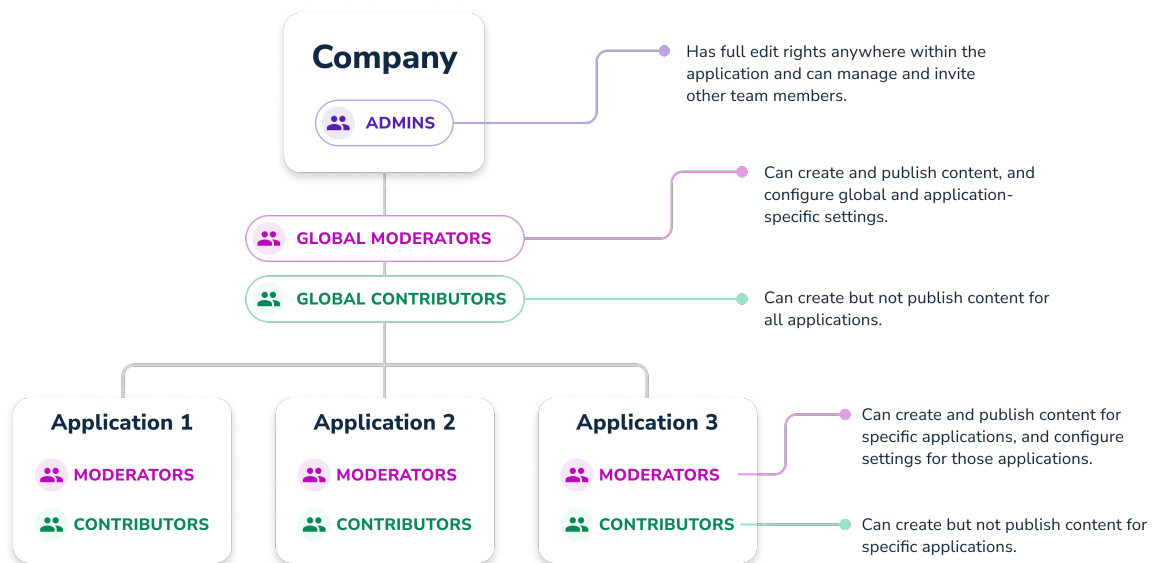 Company
ADMINS
Has full edit rights anywhere within the
application and can manage and invite
other team members.
GLOBAL MODERATORS
Can create and publish content, and
configure global and application-
specific settings.
GLOBAL CONTRIBUTORS
Can create but not publish content for
all applications.
Application 1
MODERATORS
CONTRIBUTORS
Application 2
MODERATORS
CONTRIBUTORS
Application 3
MODERATORS
CONTRIBUTORS
Can create and publish content for
specific applications, and configure
settings for those applications.
Can create but not publish content for
specific applications.